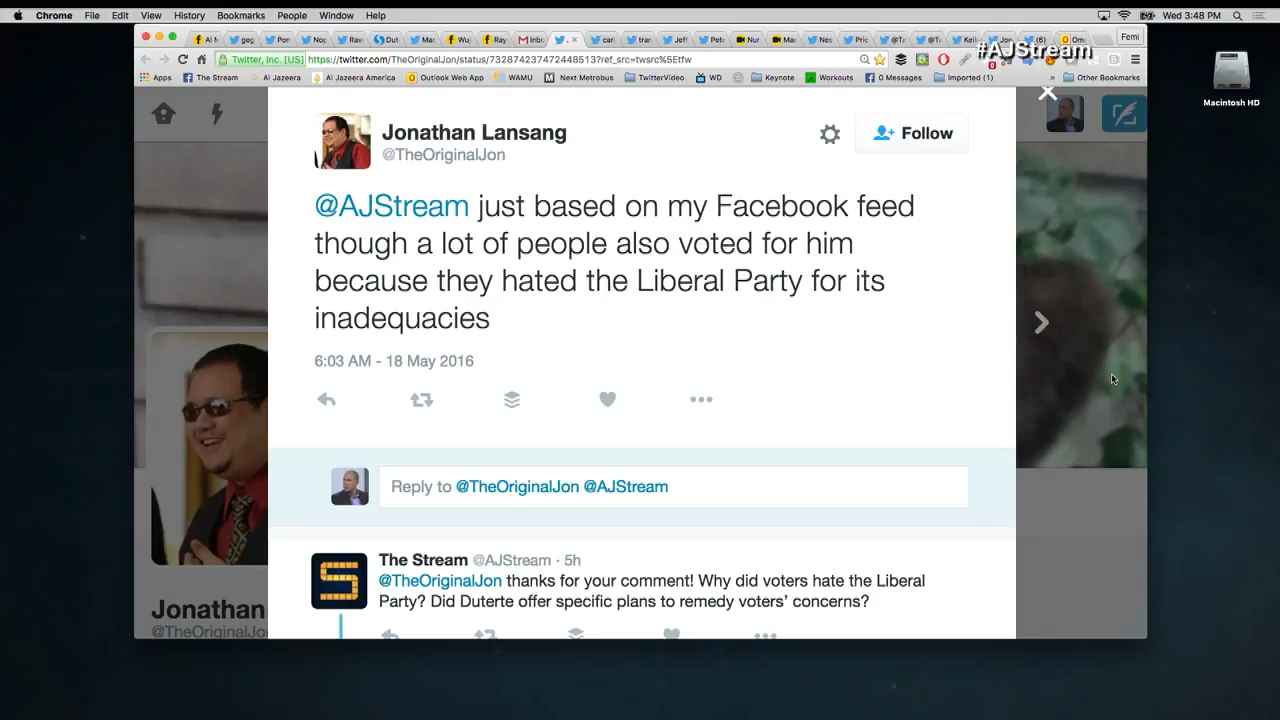 Chrome File Edit View History Bookmarks People Window Help
Wed 3:48 PM
#AJStream
Femi
Twitter, Inc. [US] https://twitter.com/TheOriginalJon/status/732874237472448513?ref_src=twsrc%5Etfw
Apps The Stream Al Jazeera Al Jazeera America Outlook Web App WAMU Next Metrobus TwitterVideo WD Keynote Workouts 0 Messages Imported (1) Other Bookmarks
Macintosh HD
Jonathan Lansang
@TheOriginalJon
Follow
@AJStream just based on my Facebook feed
though a lot of people also voted for him
because they hated the Liberal Party for its
inadequacies
6:03 AM - 18 May 2016
Reply to @TheOriginalJon @AJStream
The Stream @AJStream · 5h
@TheOriginalJon thanks for your comment! Why did voters hate the Liberal
Party? Did Duterte offer specific plans to remedy voters' concerns?
Jonathan
@TheOriginalJo